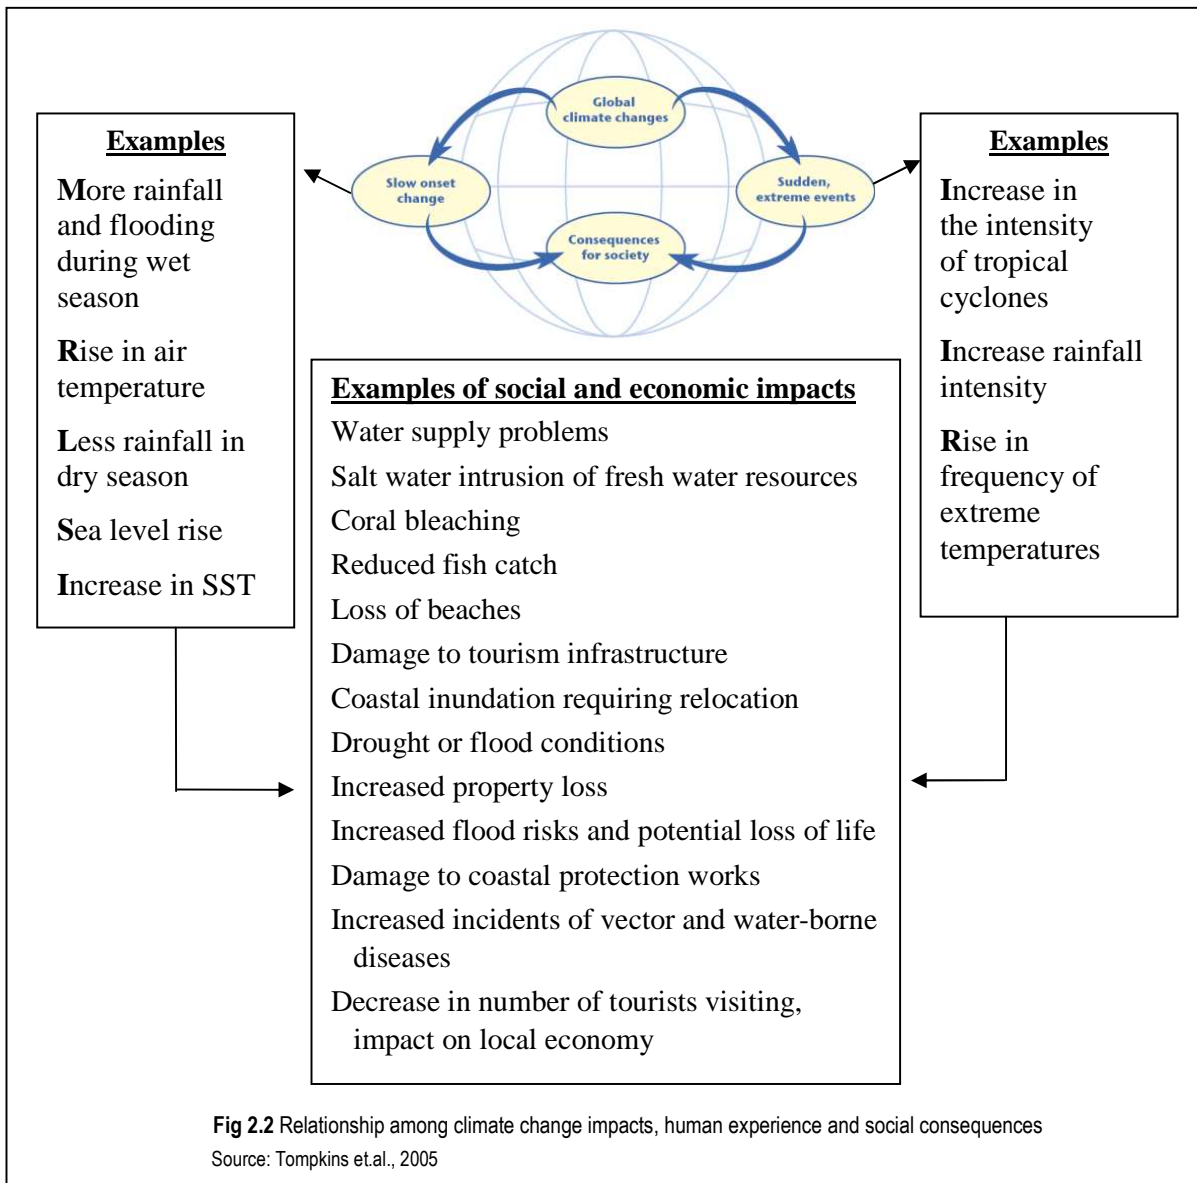 Global
climate changes
Slow onset
change
Sudden,
extreme events
Consequences
for society
Examples
More rainfall
and flooding
during wet
season
Rise in air
temperature
Less rainfall in
dry season
Sea level rise
Increase in SST
Examples
Increase in
the intensity
of tropical
cyclones
Increase rainfall
intensity
Rise in
frequency of
extreme
temperatures
Examples of social and economic impacts
Water supply problems
Salt water intrusion of fresh water resources
Coral bleaching
Reduced fish catch
Loss of beaches
Damage to tourism infrastructure
Coastal inundation requiring relocation
Drought or flood conditions
Increased property loss
Increased flood risks and potential loss of life
Damage to coastal protection works
Increased incidents of vector and water-borne
diseases
Decrease in number of tourists visiting,
impact on local economy
Fig 2.2 Relationship among climate change impacts, human experience and social consequences
Source: Tompkins et.al., 2005